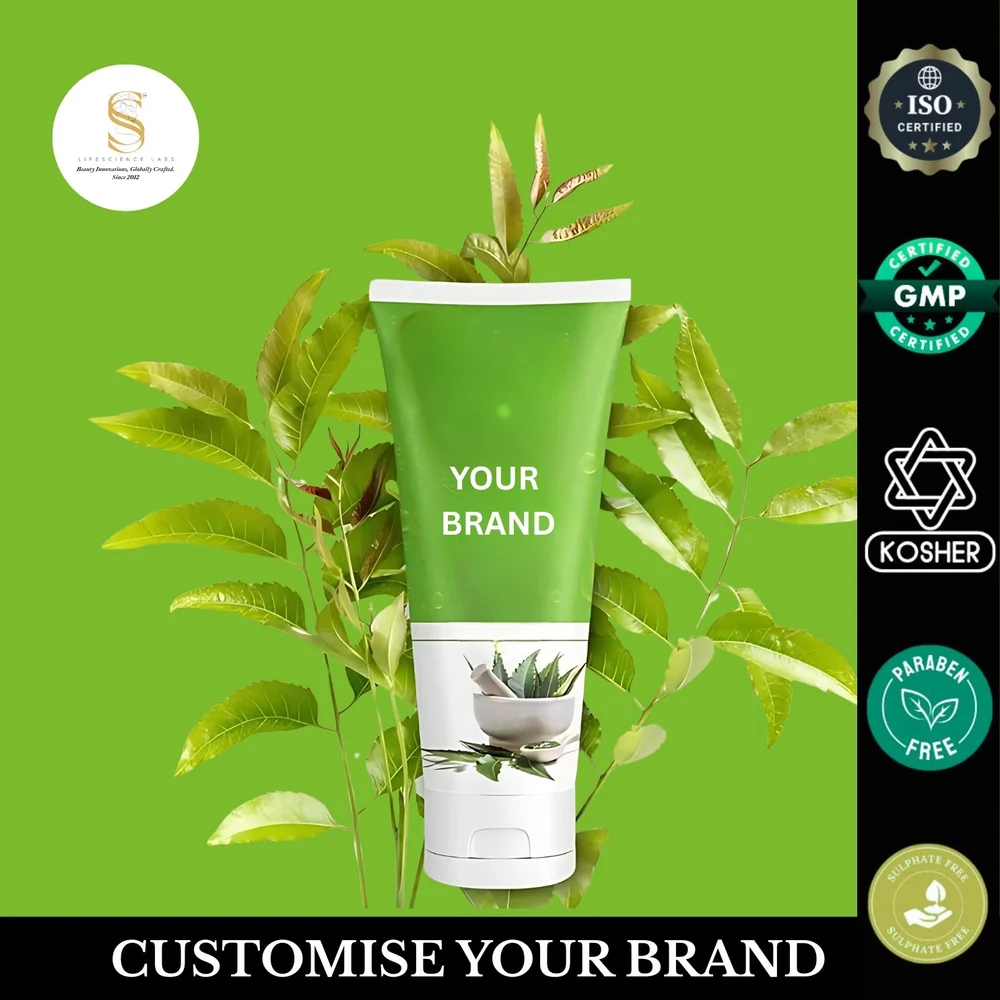 S
LIFESCIENCE LABS
Beauty Innovations, Globally Crafted.
Since 2012
YOUR
BRAND
ISO
CERTIFIED
CERTIFIED
GMP
CERTIFIED
KOSHER
PARABEN
FREE
SULPHATE FREE
SULPHATE FREE
CUSTOMISE YOUR BRAND